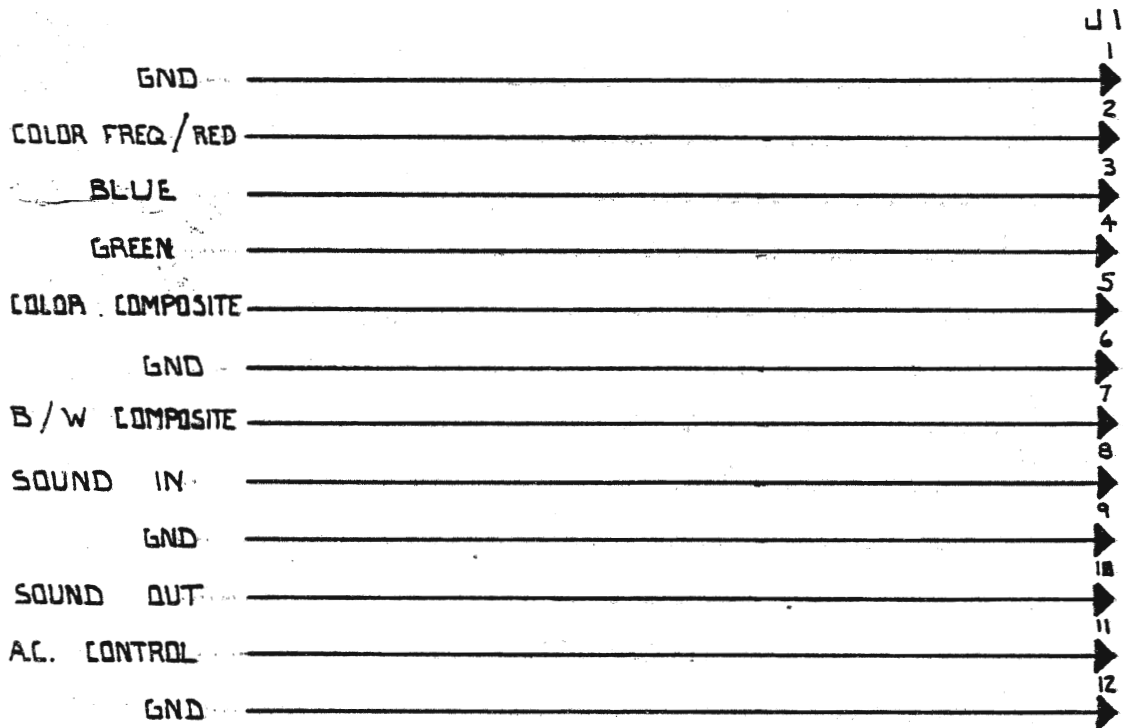 J1
1
GND
2
COLOR FREQ/RED
3
BLUE
4
GREEN
5
COLOR COMPOSITE
6
GND
7
B/W COMPOSITE
8
SOUND IN
9
GND
10
SOUND OUT
11
A.C. CONTROL
12
GND